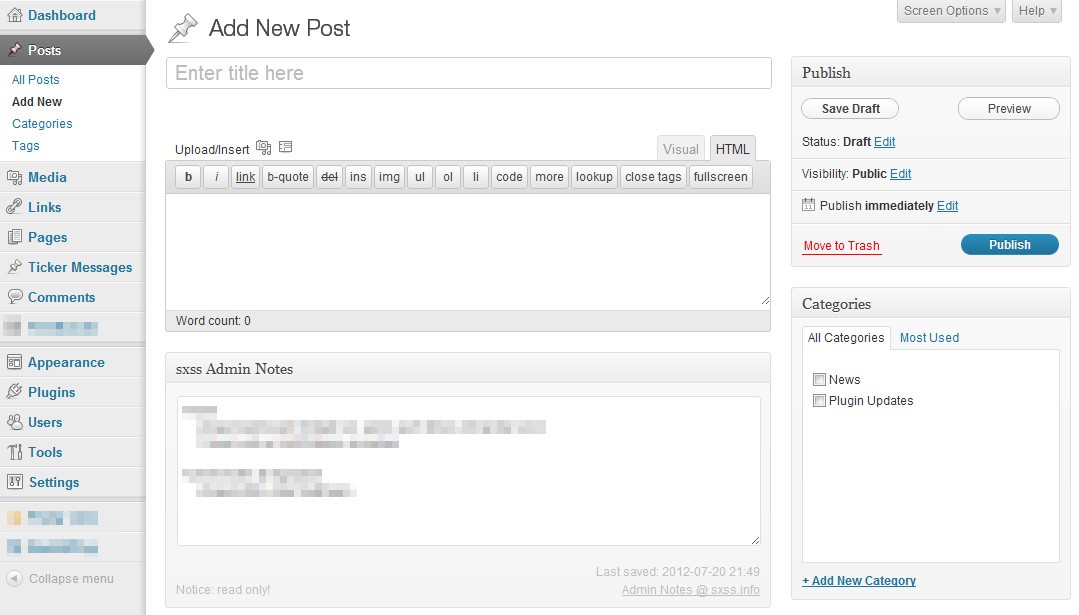 Dashboard
Posts
All Posts
Add New
Categories
Tags
Media
Links
Pages
Ticker Messages
Comments
Appearance
Plugins
Users
Tools
Settings
Collapse menu
Screen Options
Help
Add New Post
Enter title here
Upload/Insert
Visual
HTML
b i link b-quote del ins img ul ol li code more lookup close tags fullscreen
Word count: 0
sxss Admin Notes
Last saved: 2012-07-20 21:49
Notice: read only!
Admin Notes @ sxss.info
Publish
Save Draft
Preview
Status: Draft Edit
Visibility: Public Edit
11
Publish immediately Edit
Move to Trash
Publish
Categories
All Categories
Most Used
News
Plugin Updates
+ Add New Category